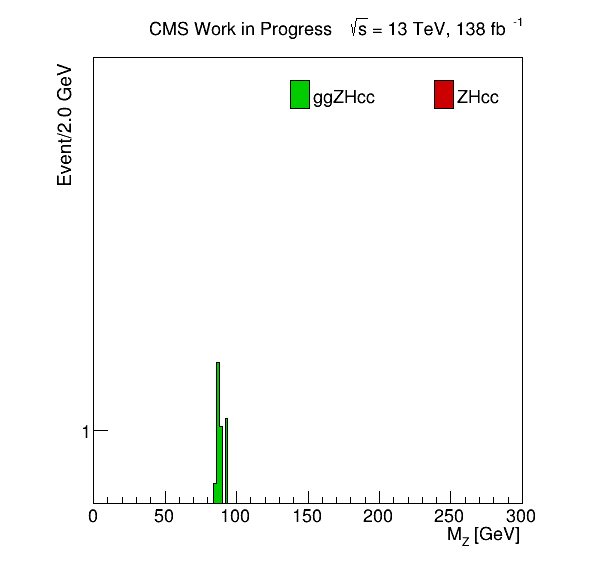 CMS Work in Progress √s = 13 TeV, 138 fb⁻¹
Event/2.0 GeV
ggZHcc ZHcc
1
0 50 100 150 200 250 300
M_Z [GeV]